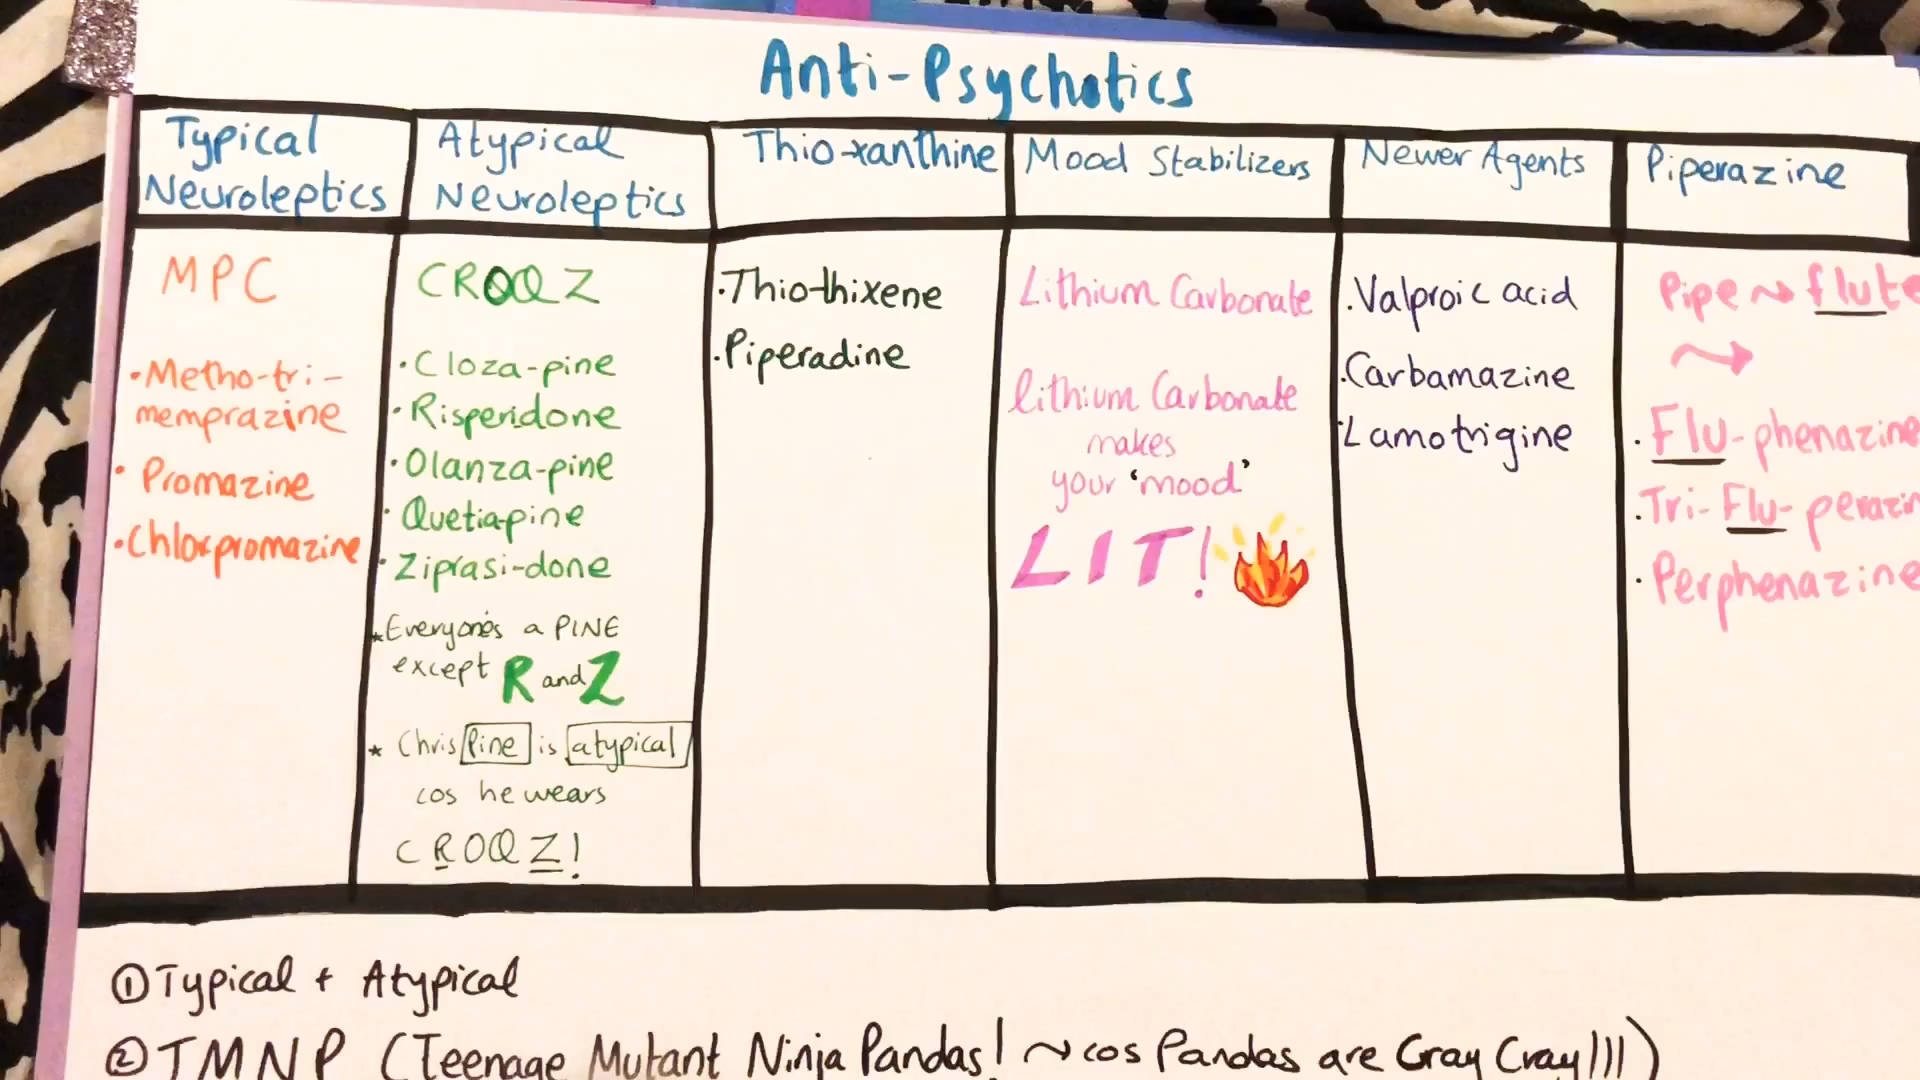 Anti-Psychotics
Typical
Neuroleptics
MPC
·Metho-tri-
memprazine
· Promazine
·Chlorpromazine
Atypical
Neuroleptics
CROQZ
·Cloza-pine
·Risperidone
·Olanza-pine
·Quetiapine
·Ziprasi-done
*Everyone's a PINE
except R and Z
* Chris Pine is atypical
cos he wears
CROQZ!
Thio-xanthine
·Thio-thixene
·Piperadine
Mood Stabilizers
Lithium Carbonate
lithium Carbonate
makes
your 'mood'
LIT!
Newer Agents
·Valproic acid
·Carbamazine
·Lamotrigine
Piperazine
Pipe ~ flute
·Flu-phenazine
·Tri-Flu-perazin
·Perphenazine
① Typical + Atypical
② TMNP (Teenage Mutant Ninja Pandas! ~cos Pandas are Cray Cray!!!)